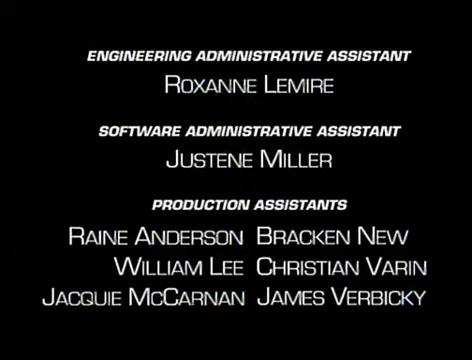 ENGINEERING ADMINISTRATIVE ASSISTANT
ROXANNE LEMIRE
SOFTWARE ADMINISTRATIVE ASSISTANT
JUSTENE MILLER
PRODUCTION ASSISTANTS
RAINE ANDERSON BRACKEN NEW
WILLIAM LEE CHRISTIAN VARIN
JACQUIE MCCARNAN JAMES VERBICKY